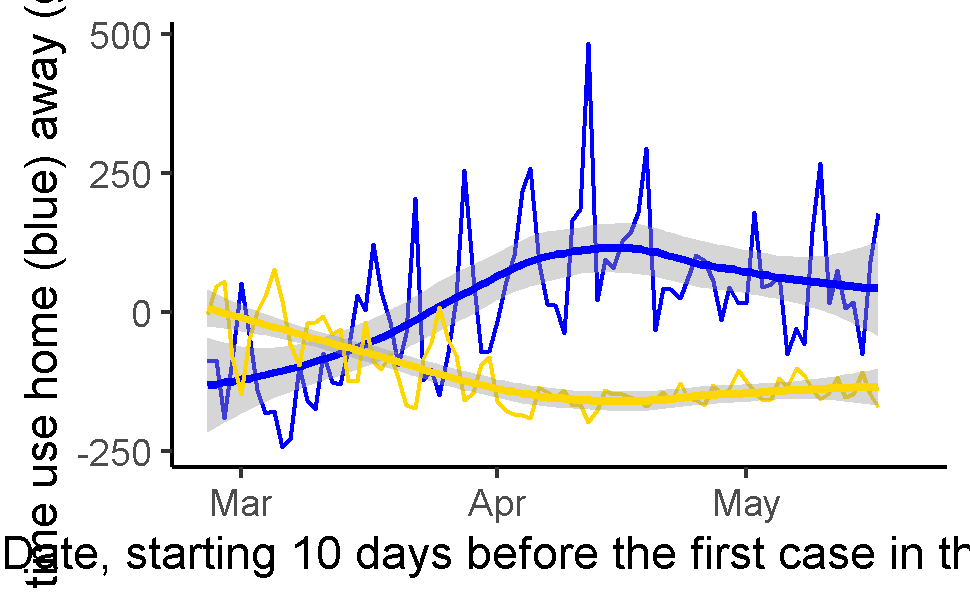 time use home (blue) away (
500
250
0
-250
Mar Apr May
Date, starting 10 days before the first case in th